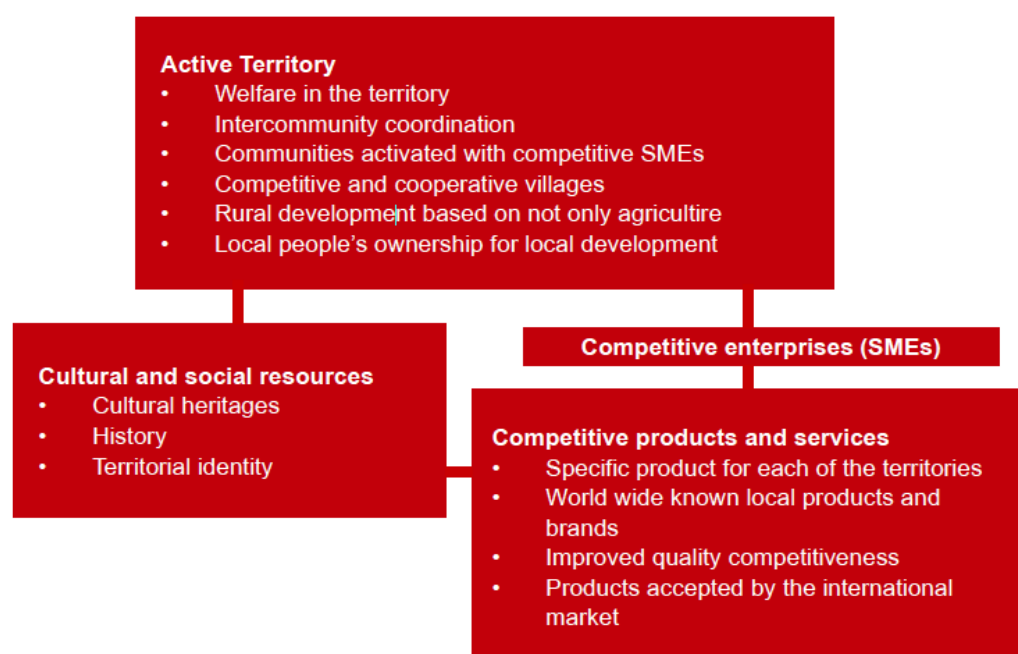 Active Territory
• Welfare in the territory
• Intercommunity coordination
• Communities activated with competitive SMEs
• Competitive and cooperative villages
• Rural development based on not only agricultire
• Local people’s ownership for local development
Cultural and social resources
• Cultural heritages
• History
• Territorial identity
Competitive enterprises (SMEs)
Competitive products and services
• Specific product for each of the territories
• World wide known local products and
brands
• Improved quality competitiveness
• Products accepted by the international
market